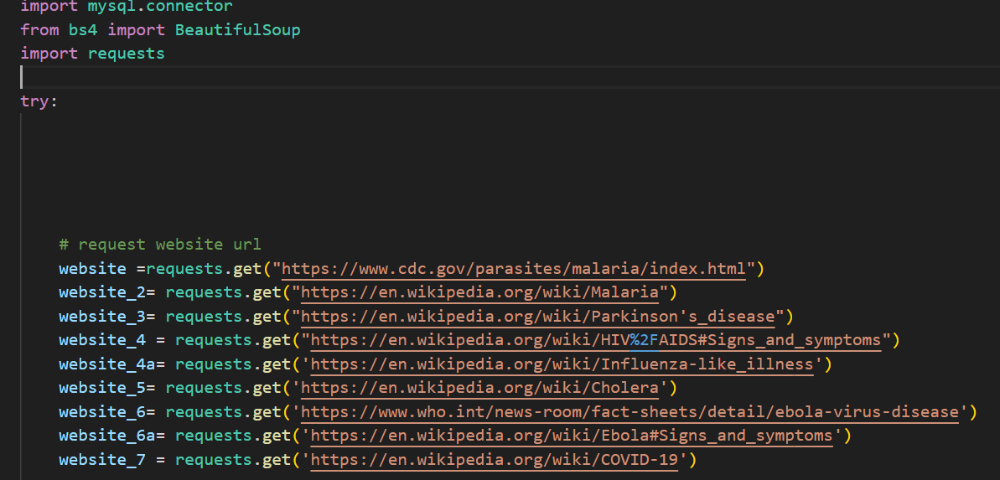 import mysql.connector
from bs4 import BeautifulSoup
import requests
try:
# request website url
website =requests.get("https://www.cdc.gov/parasites/malaria/index.html")
website_2= requests.get("https://en.wikipedia.org/wiki/Malaria")
website_3= requests.get("https://en.wikipedia.org/wiki/Parkinson's_disease")
website_4 = requests.get("https://en.wikipedia.org/wiki/HIV%2FAIDS#Signs_and_symptoms")
website_4a= requests.get('https://en.wikipedia.org/wiki/Influenza-like_illness')
website_5= requests.get('https://en.wikipedia.org/wiki/Cholera')
website_6= requests.get('https://www.who.int/news-room/fact-sheets/detail/ebola-virus-disease')
website_6a= requests.get('https://en.wikipedia.org/wiki/Ebola#Signs_and_symptoms')
website_7 = requests.get('https://en.wikipedia.org/wiki/COVID-19')